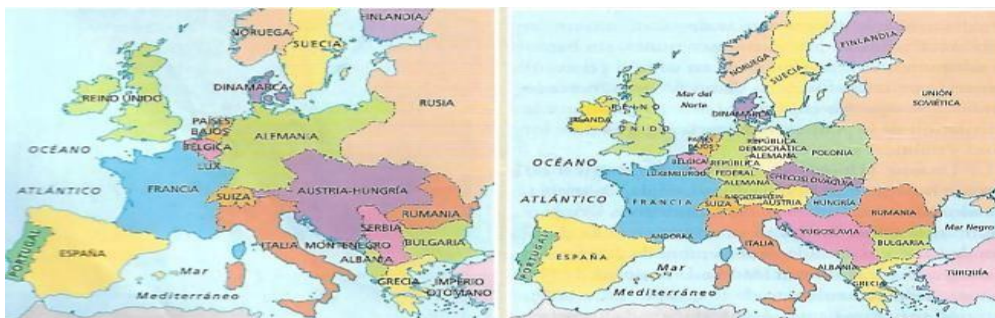 FINLANDIA
NORUEGA
SUECIA
DINAMARCA
RUSIA
REINO UNIDO
PAÍSES
BAJOS
BÉLGICA
LUX.
ALEMANIA
OCÉANO
ATLÁNTICO
FRANCIA
SUIZA
AUSTRIA-HUNGRÍA
RUMANIA
SERBIA
ITALIA
MONTENEGRO
BULGARIA
ALBANIA
PORTUGAL
ESPAÑA
GRECIA
IMPERIO
OTOMANO
Mar
Mediterráneo
FINLANDIA
NORUEGA
SUECIA
UNIÓN
SOVIÉTICA
Mar del
Norte
IRLANDA
REINO
UNIDO
DINAMARCA
PAÍSES
BAJOS
REPÚBLICA
DEMOCRÁTICA
ALEMANA
POLONIA
BÉLGICA
LUXEMBURGO
REPÚBLICA
FEDERAL
ALEMANA
CHECOSLOVAQUIA
OCÉANO
ATLÁNTICO
FRANCIA
LIECHTENSTEIN
SUIZA
AUSTRIA
HUNGRÍA
RUMANIA
YUGOSLAVIA
Mar Negro
ANDORRA
ITALIA
BULGARIA
ALBANIA
TURQUÍA
PORTUGAL
ESPAÑA
GRECIA
Mar
Mediterráneo